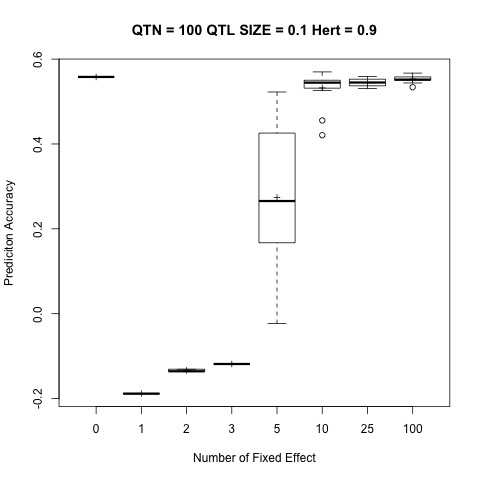 QTN = 100 QTL SIZE = 0.1 Hert = 0.9
Prediciton Accuracy
0.6
0.4
0.2
0.0
-0.2
0 1 2 3 5 10 25 100
Number of Fixed Effect